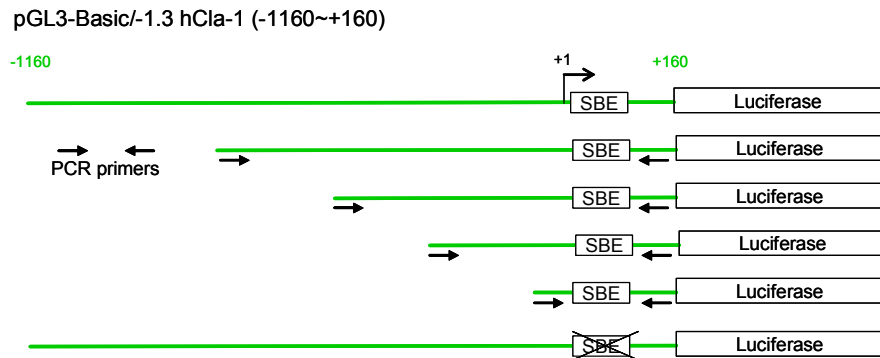 pGL3-Basic/-1.3 hCla-1 (-1160~+160)
-1160 +1 +160
SBE Luciferase
SBE Luciferase
PCR primers
SBE Luciferase
SBE Luciferase
SBE Luciferase
SBE Luciferase